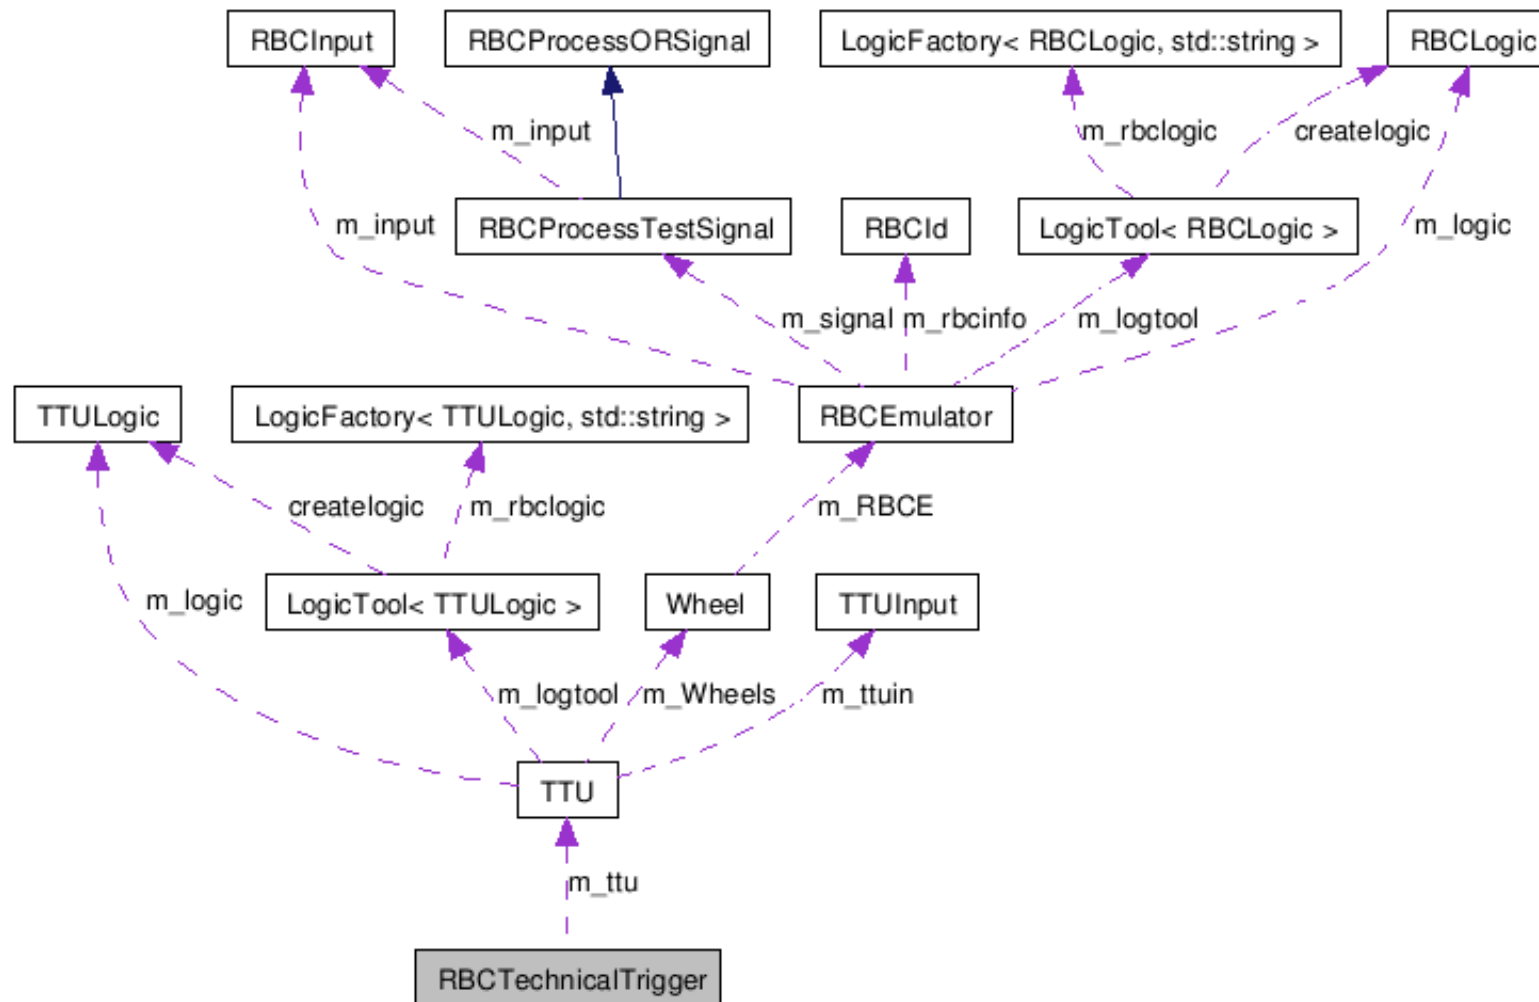 RBCInput
RBCProcessORSignal
LogicFactory< RBCLogic, std::string >
RBCLogic
m_input
m_rbclogic
createlogic
m_input
RBCProcessTestSignal
RBCId
LogicTool< RBCLogic >
m_logic
m_signal
m_rbcinfo
m_logtool
TTULogic
LogicFactory< TTULogic, std::string >
RBCEmulator
createlogic
m_rbclogic
m_RBCE
m_logic
LogicTool< TTULogic >
Wheel
TTUInput
m_logtool
m_Wheels
m_ttuin
TTU
m_ttu
RBCTechnicalTrigger